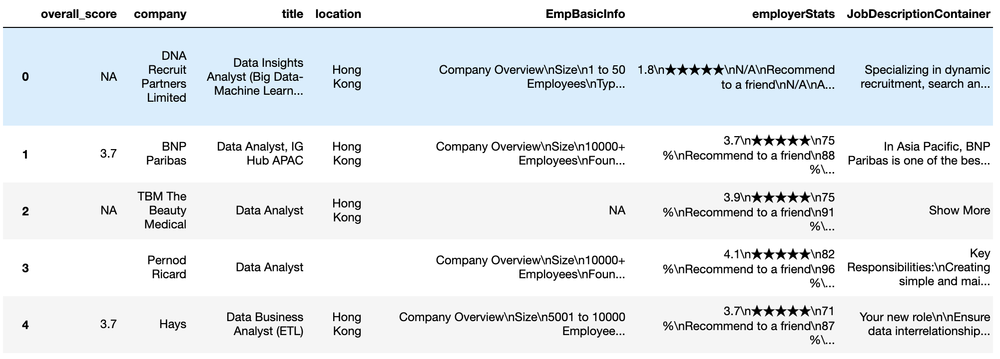 overall_score company title location EmpBasicInfo employerStats JobDescriptionContainer
0 NA DNA Recruit Partners Limited Data Insights Analyst (Big Data-Machine Learn... Hong Kong Company Overview\nSize\n1 to 50 Employees\nTyp... 1.8\n★★★★★\nN/A\nRecommend to a friend\nN/A\nA... Specializing in dynamic recruitment, search an...
1 3.7 BNP Paribas Data Analyst, IG Hub APAC Hong Kong Company Overview\nSize\n10000+ Employees\nFoun... 3.7\n★★★★★\n75 %\nRecommend to a friend\n88 %\... In Asia Pacific, BNP Paribas is one of the bes...
2 NA TBM The Beauty Medical Data Analyst Hong Kong NA 3.9\n★★★★★\n75 %\nRecommend to a friend\n91 %\... Show More
3 Pernod Ricard Data Analyst Company Overview\nSize\n10000+ Employees\nFoun... 4.1\n★★★★★\n82 %\nRecommend to a friend\n96 %\... Key Responsibilities:\nCreating simple and mai...
4 3.7 Hays Data Business Analyst (ETL) Hong Kong Company Overview\nSize\n5001 to 10000 Employee... 3.7\n★★★★★\n71 %\nRecommend to a friend\n87 %\... Your new role\n\nEnsure data interrelationship...